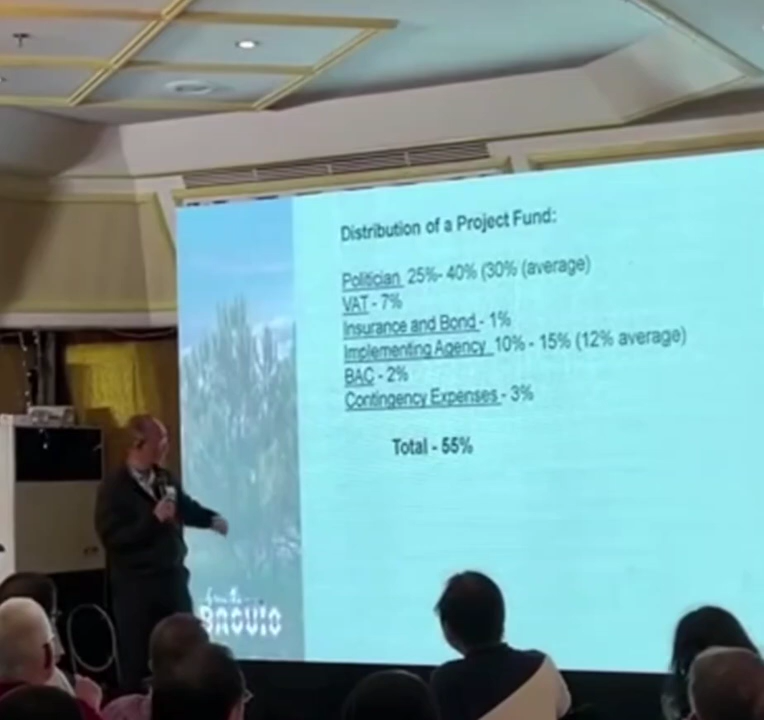 Distribution of a Project Fund:
Politician 25%- 40% (30% (average)
VAT - 7%
Insurance and Bond - 1%
Implementing Agency 10% - 15% (12% average)
BAC - 2%
Contingency Expenses - 3%
Total - 55%
BAGUIO